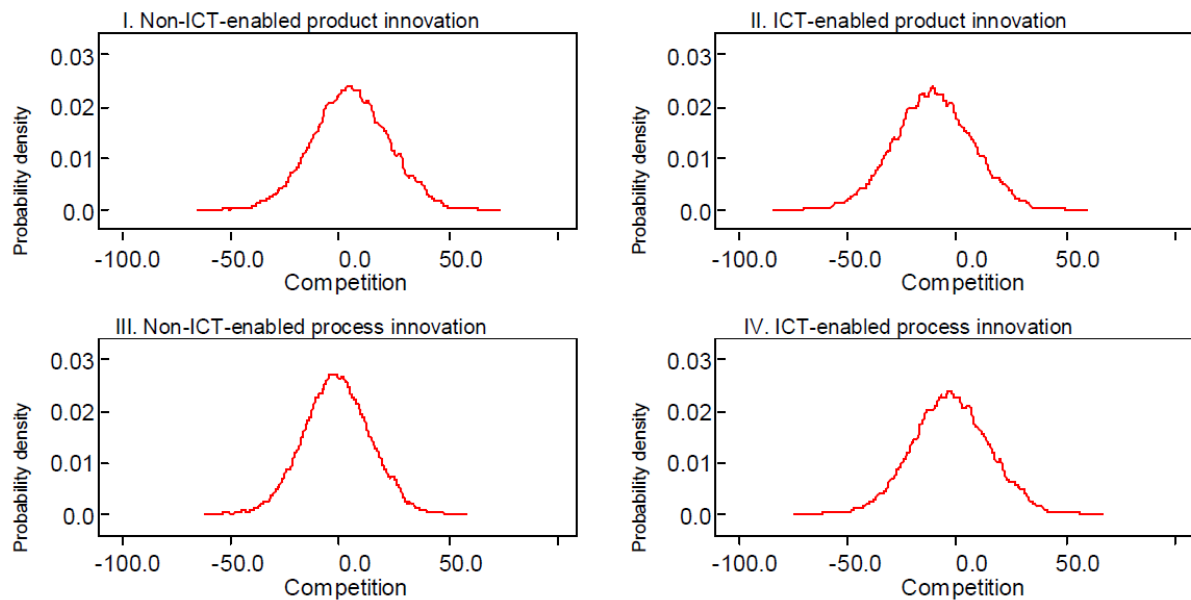 I. Non-ICT-enabled product innovation
Probability density
0.03
0.02
0.01
0.0
-100.0 -50.0 0.0 50.0
Competition
II. ICT-enabled product innovation
Probability density
0.03
0.02
0.01
0.0
-100.0 -50.0 0.0 50.0
Competition
III. Non-ICT-enabled process innovation
Probability density
0.03
0.02
0.01
0.0
-100.0 -50.0 0.0 50.0
Competition
IV. ICT-enabled process innovation
Probability density
0.03
0.02
0.01
0.0
-100.0 -50.0 0.0 50.0
Competition